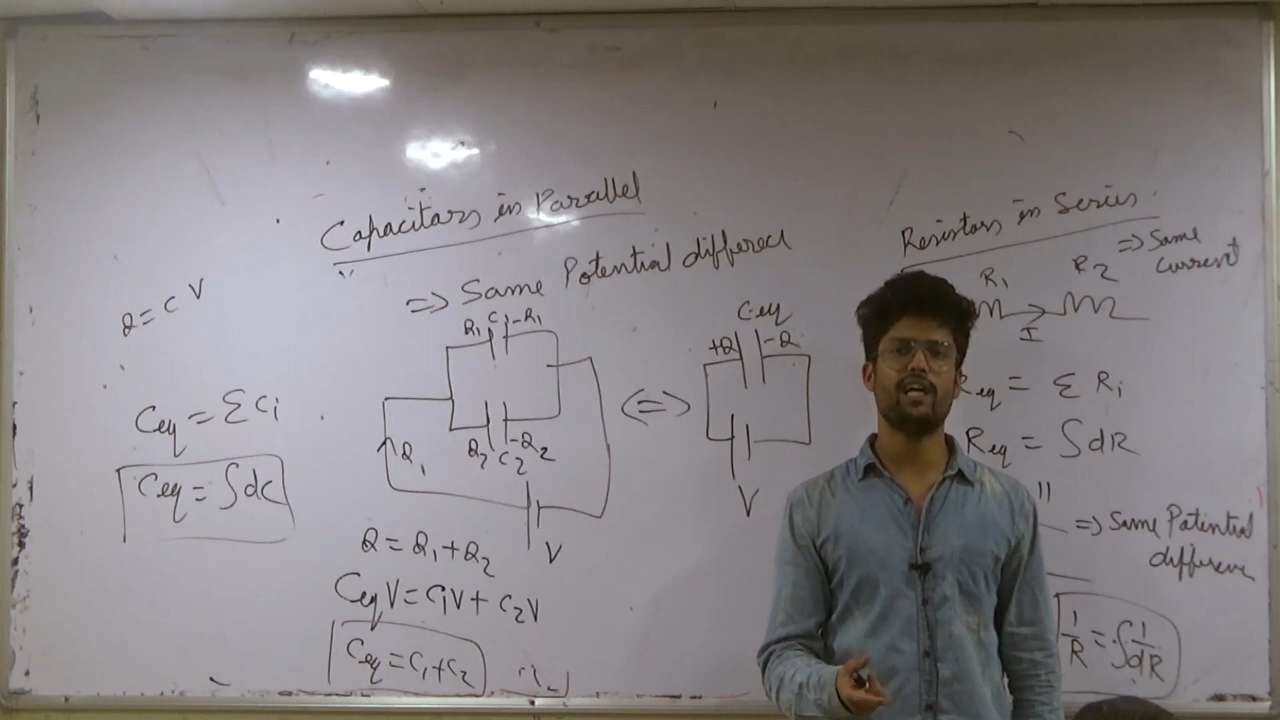 Capacitors in Parallel
=> Same Potential differec
Q = C V
Ceq = Σ Ci
Ceq = ∫dC
Q1 C1 -Q1
Q2 C2 -Q2
Q1
V
<=>
Ceq
+Q -Q
V
Q = Q1 + Q2
Ceq V = C1V + C2V
Ceq = C1 + C2
Resistors in Series
=> Same
current
R1 R2
I
Req = Σ Ri
Req = ∫dR
=> Same Potential
differenc
1/R = ∫1/dR